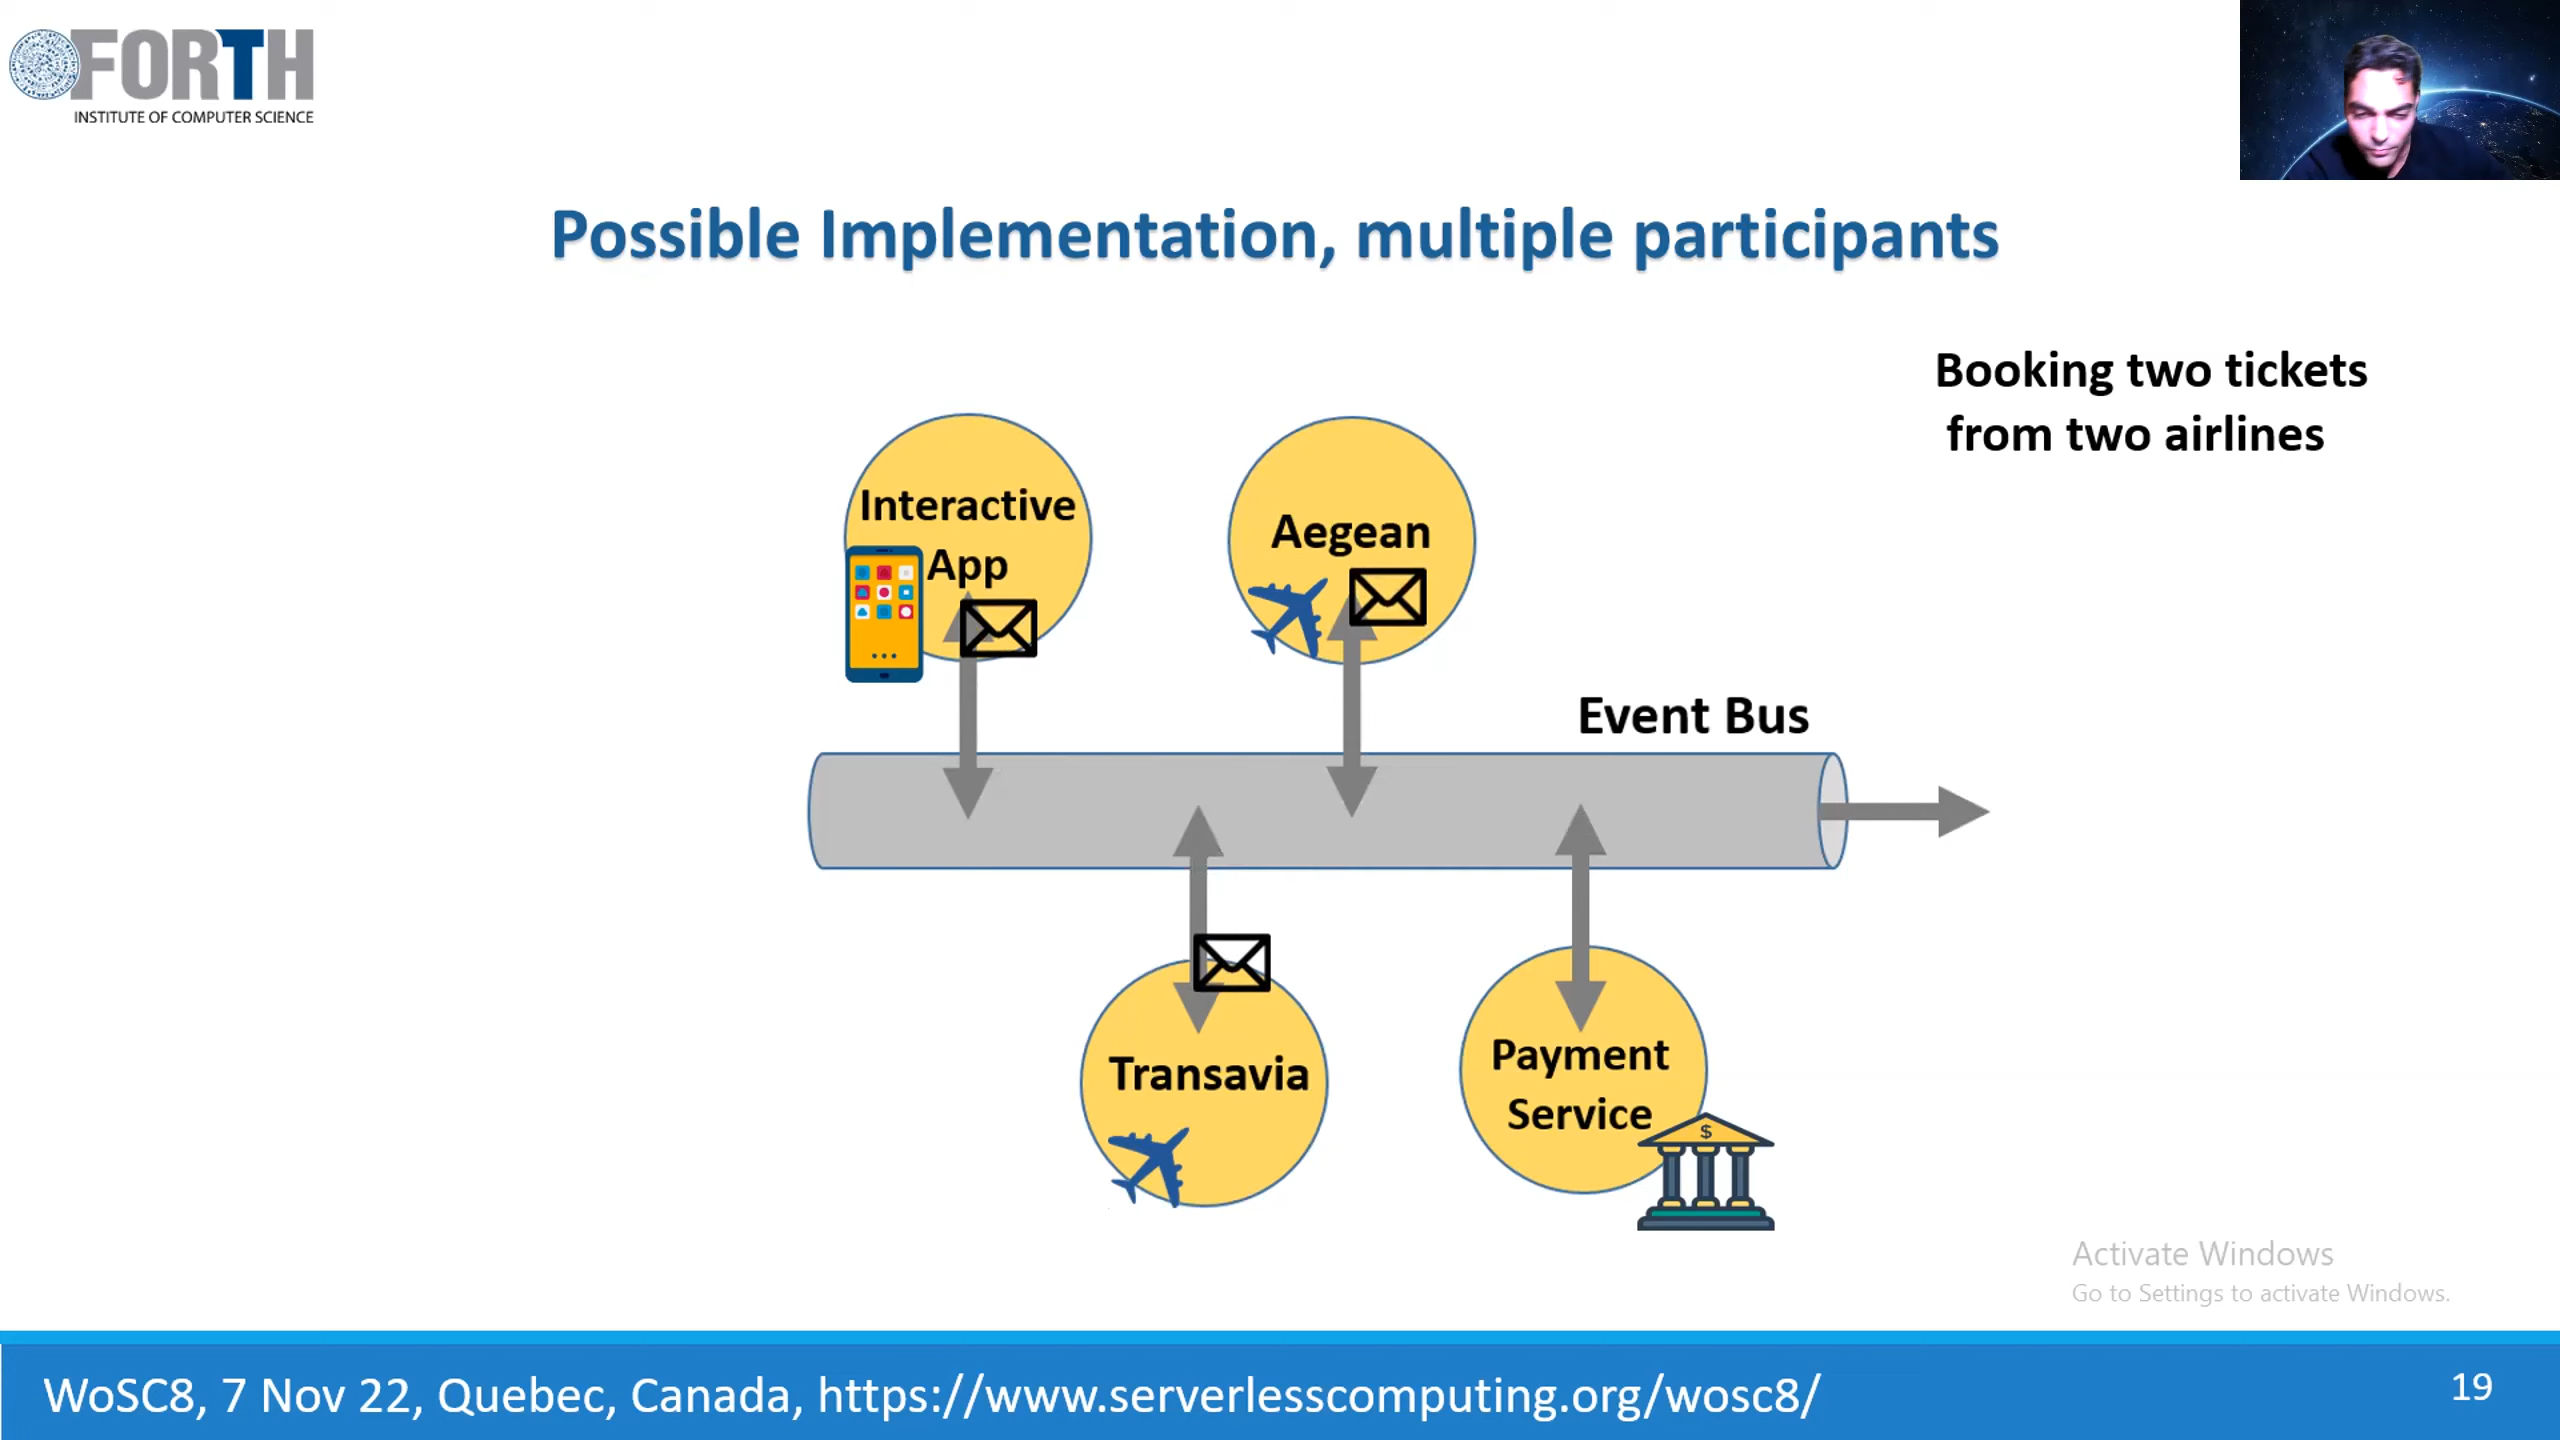 FORTH
INSTITUTE OF COMPUTER SCIENCE
Possible Implementation, multiple participants
Booking two tickets
from two airlines
Interactive
App
Aegean
Event Bus
Transavia
Payment
Service
$
Activate Windows
Go to Settings to activate Windows.
WoSC8, 7 Nov 22, Quebec, Canada, https://www.serverlesscomputing.org/wosc8/
19